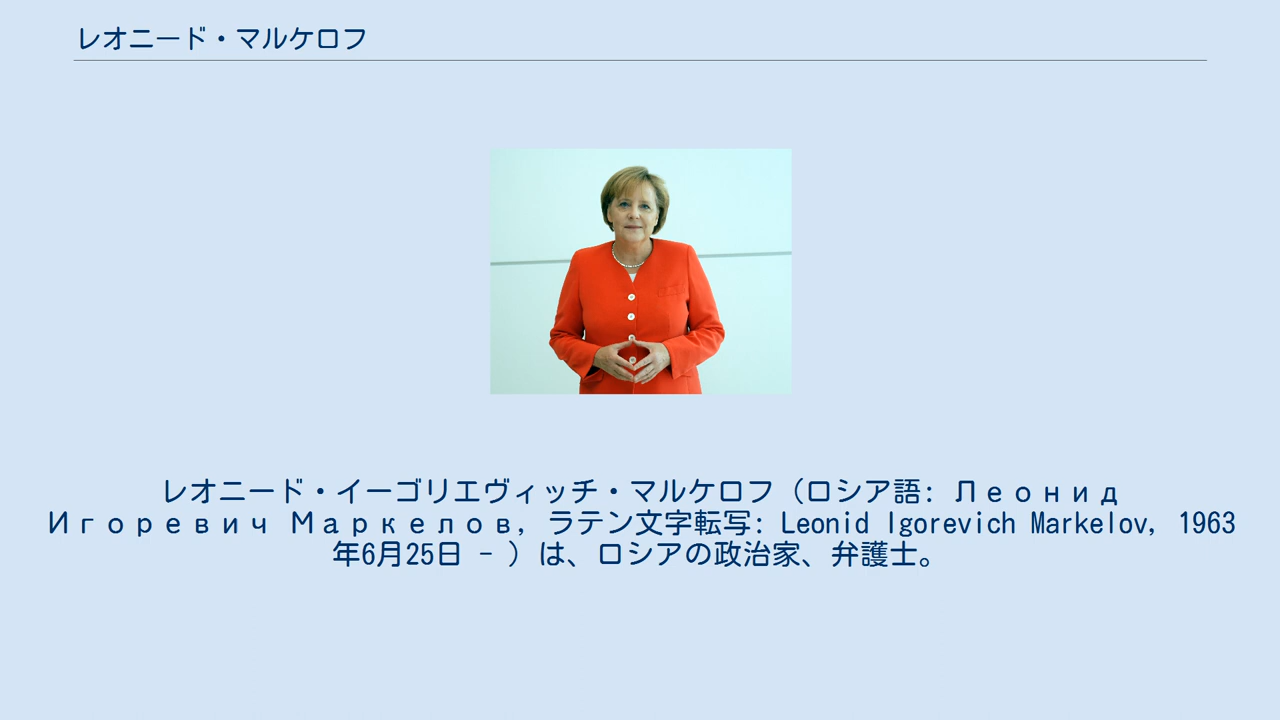 レオニード・マルケロフ
レオニード・イーゴリエヴィッチ・マルケロフ（ロシア語: Леонид
Игоревич Маркелов, ラテン文字転写: Leonid Igorevich Markelov, 1963
年6月25日 - ）は、ロシアの政治家、弁護士。